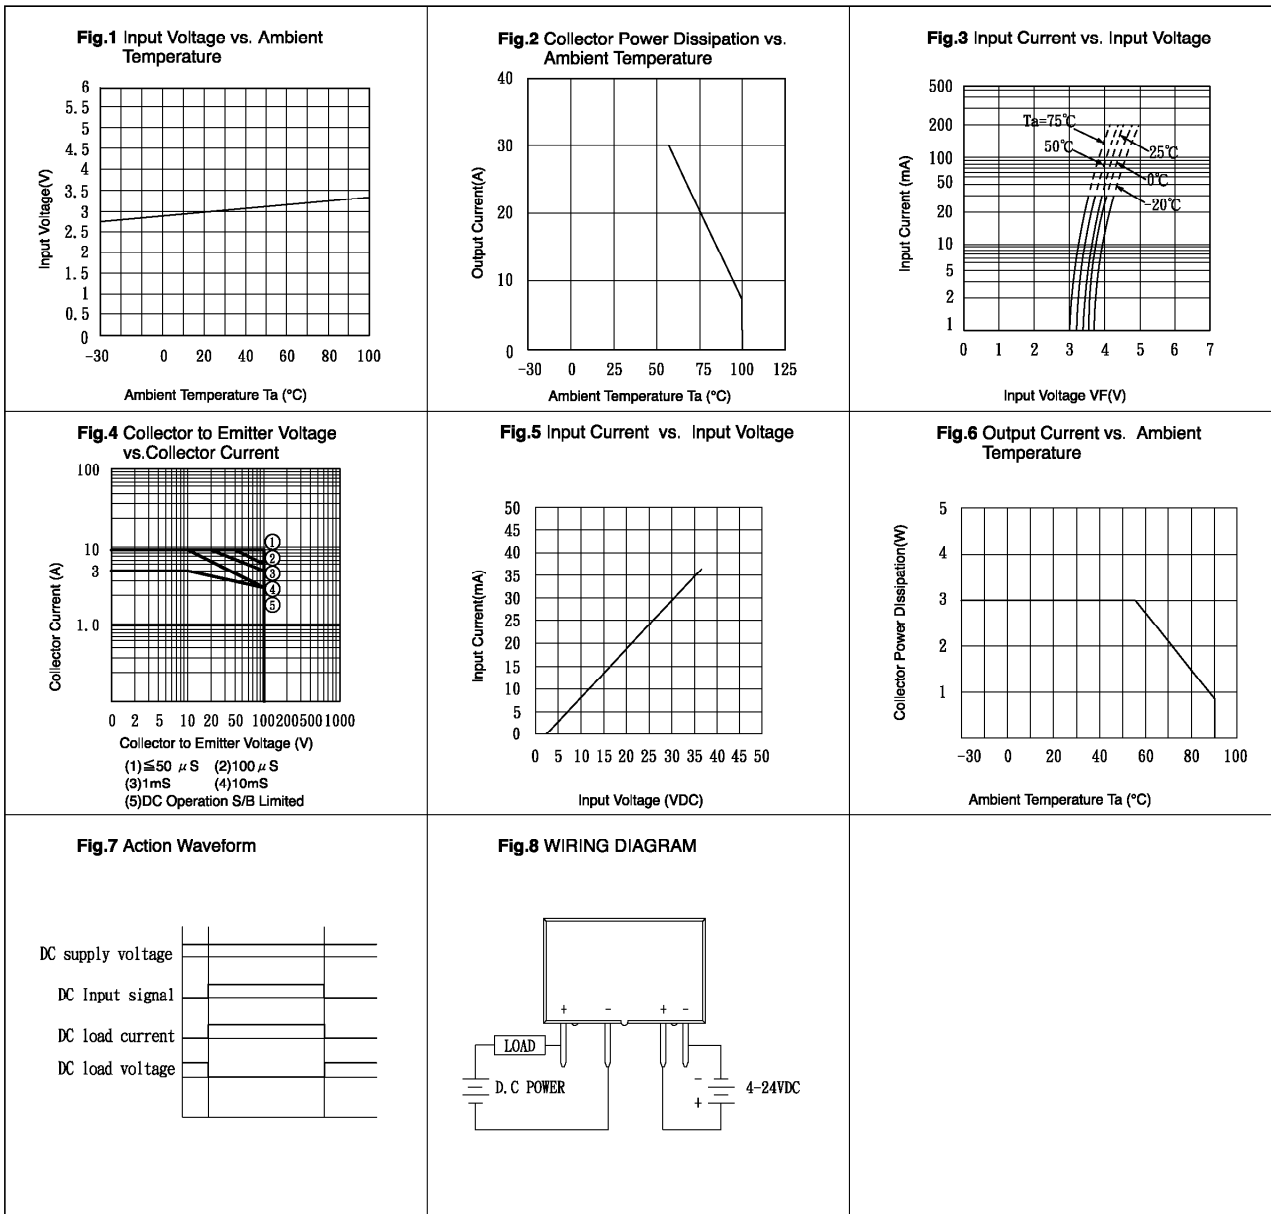 Fig.1 Input Voltage vs. Ambient
Temperature
6
5.5
5
4.5
4
3.5
3
2.5
2
1.5
1
0.5
0
Input Voltage(V)
-30 0 20 40 60 80 100
Ambient Temperature Ta (°C)
Fig.2 Collector Power Dissipation vs.
Ambient Temperature
40
30
20
10
0
Output Current(A)
-30 0 25 50 75 100 125
Ambient Temperature Ta (°C)
Fig.3 Input Current vs. Input Voltage
500
200
100
50
20
10
5
2
1
Input Current (mA)
Ta=75℃
50℃
25℃
0℃
-20℃
0 1 2 3 4 5 6 7
Input Voltage VF(V)
Fig.4 Collector to Emitter Voltage
vs.Collector Current
100
10
3
1.0
Collector Current (A)
①
②
③
④
⑤
0 2 5 10 20 50 100 200 500 1000
Collector to Emitter Voltage (V)
(1)≦50 μS (2)100μS
(3)1mS (4)10mS
(5)DC Operation S/B Limited
Fig.5 Input Current vs. Input Voltage
50
45
40
35
30
25
20
15
10
5
0
Input Current(mA)
0 5 10 15 20 25 30 35 40 45 50
Input Voltage (VDC)
Fig.6 Output Current vs. Ambient
Temperature
5
4
3
2
1
Collector Power Dissipation(W)
-30 0 20 40 60 80 100
Ambient Temperature Ta (°C)
Fig.7 Action Waveform
DC supply voltage
DC Input signal
DC load current
DC load voltage
Fig.8 WIRING DIAGRAM
+ - + -
LOAD
D.C POWER
-
+
4-24VDC